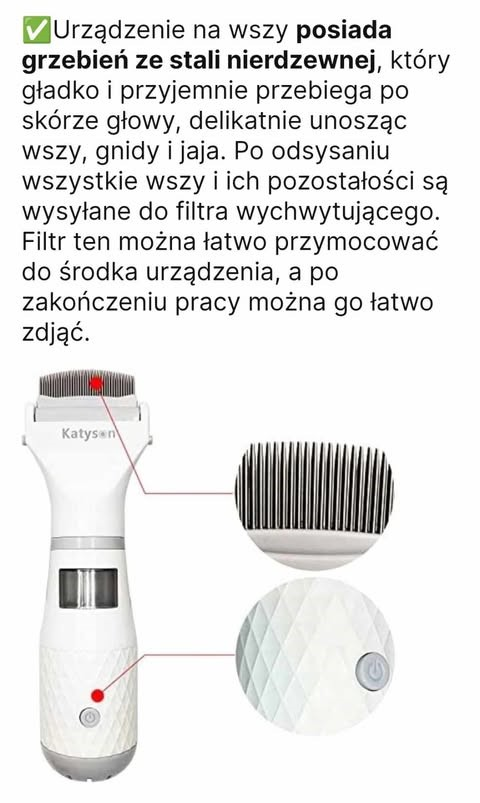 ✅Urządzenie na wszy posiada
grzebień ze stali nierdzewnej, który
gładko i przyjemnie przebiega po
skórze głowy, delikatnie unosząc
wszy, gnidy i jaja. Po odsysaniu
wszystkie wszy i ich pozostałości są
wysyłane do filtra wychwytującego.
Filtr ten można łatwo przymocować
do środka urządzenia, a po
zakończeniu pracy można go łatwo
zdjąć.
Katyson